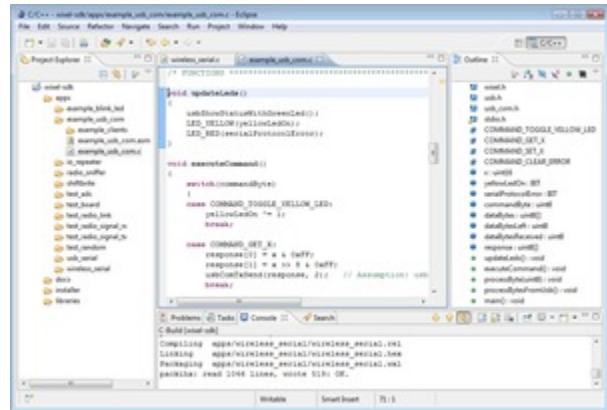 C/C++ - wixel-sdk/apps/example_usb_com/example_usb_com.c - Eclipse
File Edit Source Refactor Navigate Search Run Project Window Help
C/C++
Project Explorer
wixel-sdk
apps
example_blink_led
example_usb_com
example_clients
example_usb_com.asm
example_usb_com.c
io_repeater
radio_sniffer
shiftbrite
test_adc
test_board
test_radio_link
test_radio_signal_rx
test_radio_signal_tx
test_random
usb_serial
wireless_serial
docs
installer
libraries
wireless_serial.c
example_usb_com.c
/* FUNCTIONS
void updateLeds()
{
usbShowStatusWithGreenLed();
LED_YELLOW(yellowLedOn);
LED_RED(serialProtocolError);
}
void executeCommand()
{
switch(commandByte)
{
case COMMAND_TOGGLE_YELLOW_LED:
yellowLedOn ^= 1;
break;
case COMMAND_GET_X:
response[0] = x & 0xFF;
response[1] = x >> 8 & 0xFF;
usbComTxSend(response, 2); // Assumption: usb
break;
Outline
wixel.h
usb.h
usb_com.h
stdio.h
COMMAND_TOGGLE_YELLOW_LED
COMMAND_GET_X
COMMAND_SET_X
COMMAND_CLEAR_ERROR
x : uint16
yellowLedOn : BIT
serialProtocolError : BIT
commandByte : uint8
dataBytes : uint8[]
dataBytesLeft : uint8
dataBytesReceived : uint8
response : uint8[]
updateLeds() : void
executeCommand() : void
processByte(uint8) : void
processBytesFromUsb() : void
main() : void
Problems Tasks Console Search
C-Build [wixel-sdk]
Compiling apps/wireless_serial/wireless_serial.rel
Linking apps/wireless_serial/wireless_serial.hex
Packaging apps/wireless_serial/wireless_serial.wxl
packihx: read 1044 lines, wrote 519: OK.
Writable Smart Insert 71 : 1